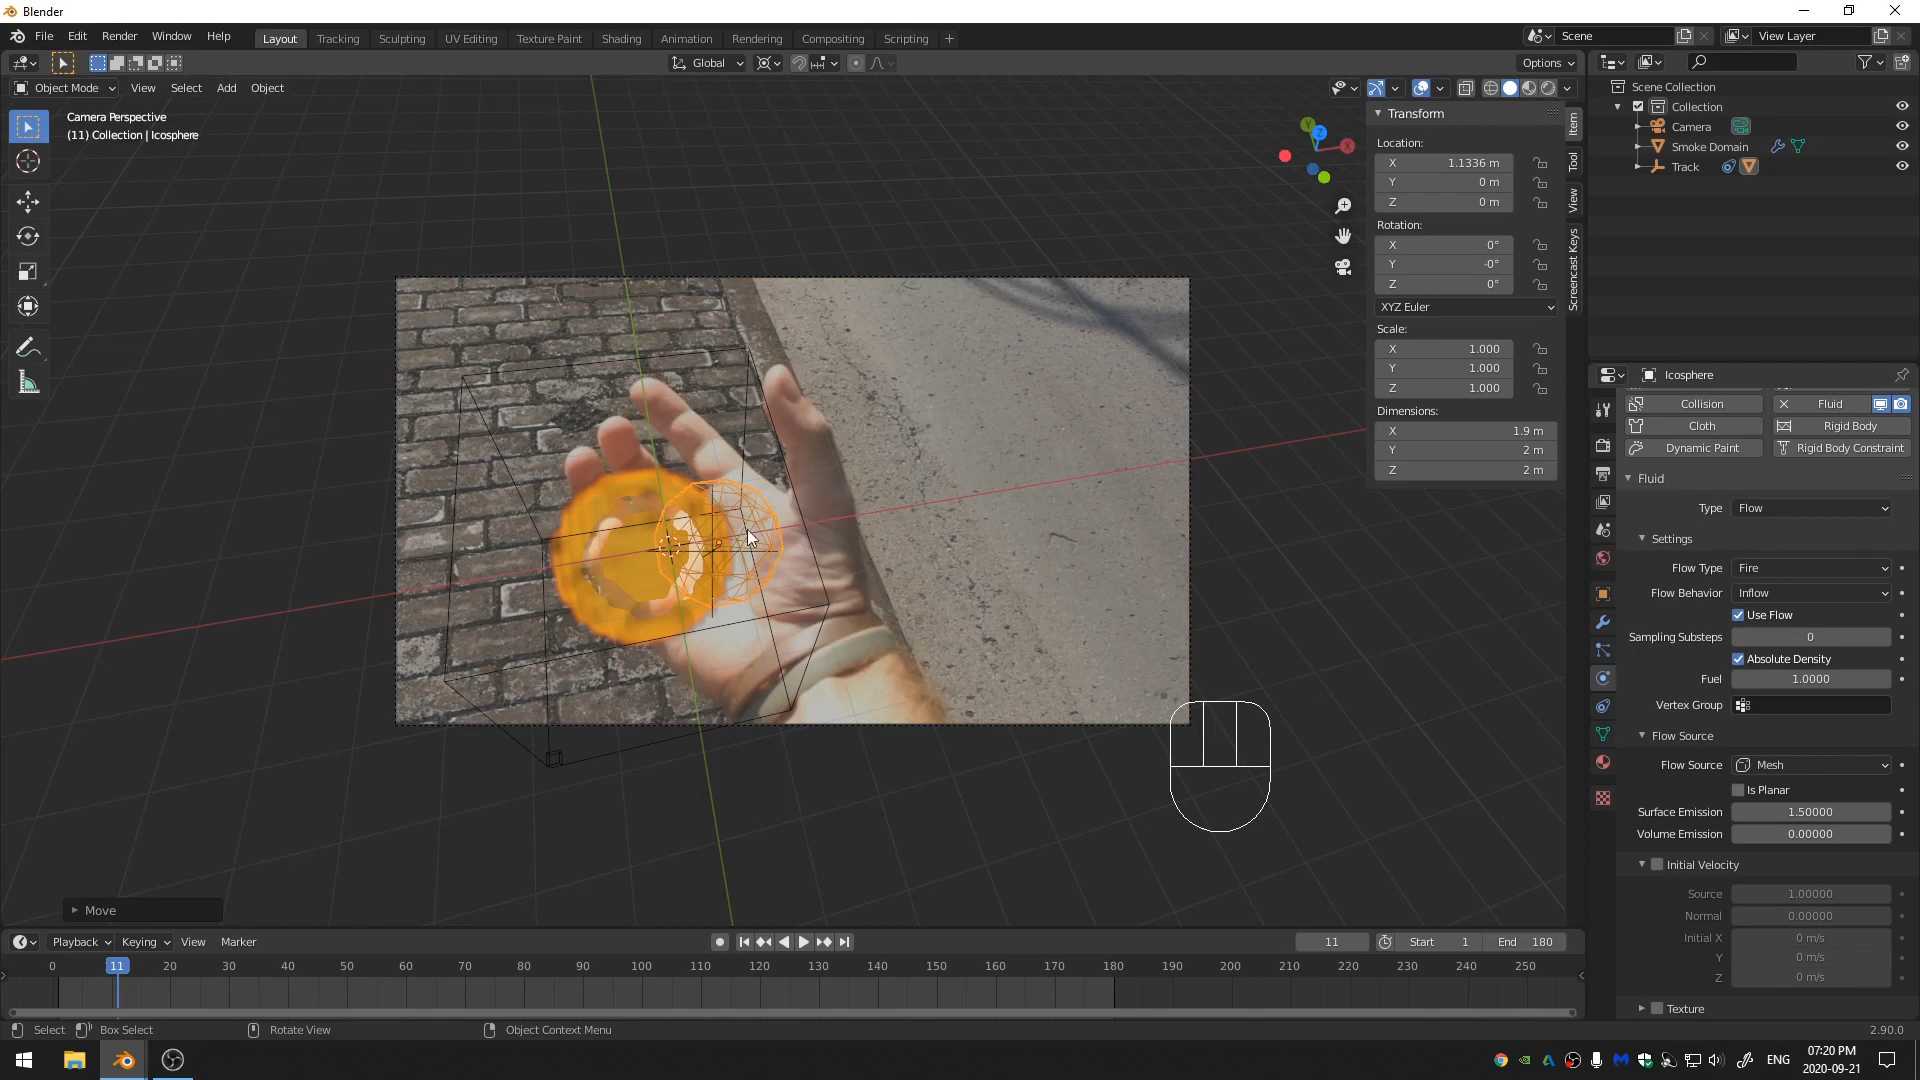 Blender
File Edit Render Window Help
Layout Tracking Sculpting UV Editing Texture Paint Shading Animation Rendering Compositing Scripting +
Scene
View Layer
Global
Options
Object Mode View Select Add Object
Camera Perspective
(11) Collection | Icosphere
Y Z X
Transform
Location:
X 1.1336 m
Y 0 m
Z 0 m
Rotation:
X 0°
Y -0°
Z 0°
XYZ Euler
Scale:
X 1.000
Y 1.000
Z 1.000
Dimensions:
X 1.9 m
Y 2 m
Z 2 m
Item
Tool
View
Screencast Keys
Scene Collection
Collection
Camera
Smoke Domain
Track
Icosphere
Collision Fluid
Cloth Rigid Body
Dynamic Paint Rigid Body Constraint
Fluid
Type Flow
Settings
Flow Type Fire
Flow Behavior Inflow
Use Flow
Sampling Substeps 0
Absolute Density
Fuel 1.0000
Vertex Group
Flow Source
Flow Source Mesh
Is Planar
Surface Emission 1.50000
Volume Emission 0.00000
Initial Velocity
Source 1.00000
Normal 0.00000
Initial X 0 m/s
Y 0 m/s
Z 0 m/s
Texture
Move
Playback Keying View Marker
11 Start 1 End 180
0 11 20 30 40 50 60 70 80 90 100 110 120 130 140 150 160 170 180 190 200 210 220 230 240 250
Select Box Select Rotate View Object Context Menu
2.90.0
ENG
07:20 PM
2020-09-21